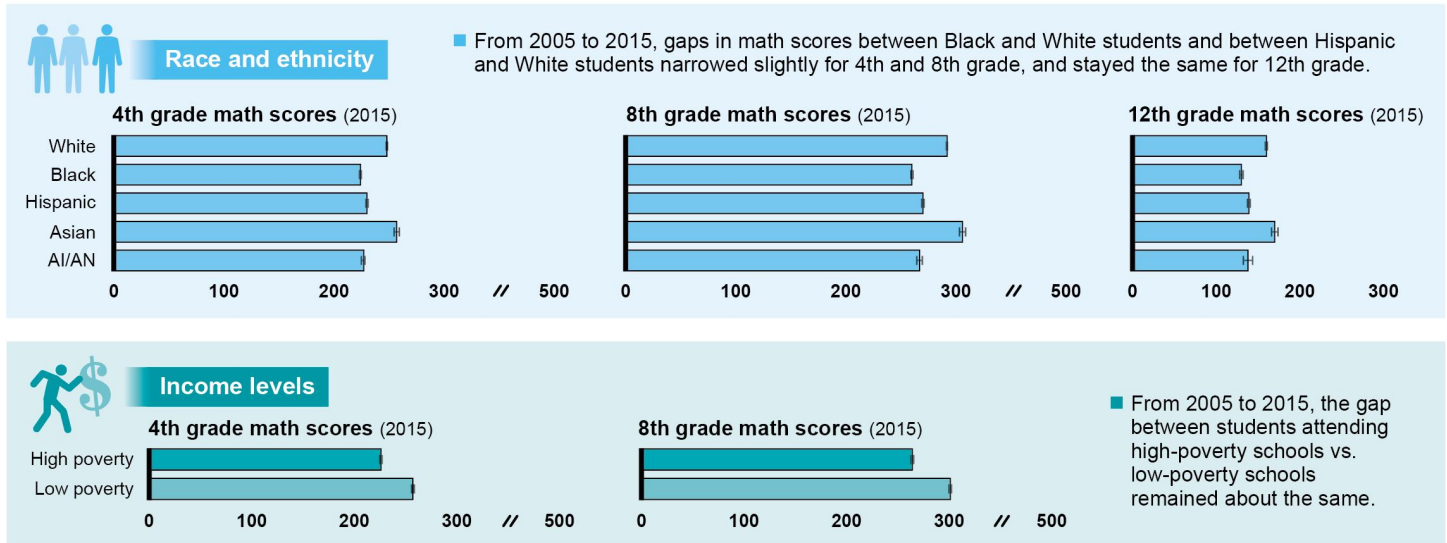 Race and ethnicity
■ From 2005 to 2015, gaps in math scores between Black and White students and between Hispanic
and White students narrowed slightly for 4th and 8th grade, and stayed the same for 12th grade.
4th grade math scores (2015)
White
Black
Hispanic
Asian
AI/AN
0 100 200 300 // 500
8th grade math scores (2015)
0 100 200 300 // 500
12th grade math scores (2015)
0 100 200 300
Income levels
4th grade math scores (2015)
High poverty
Low poverty
0 100 200 300 // 500
8th grade math scores (2015)
0 100 200 300 // 500
■ From 2005 to 2015, the gap
between students attending
high-poverty schools vs.
low-poverty schools
remained about the same.